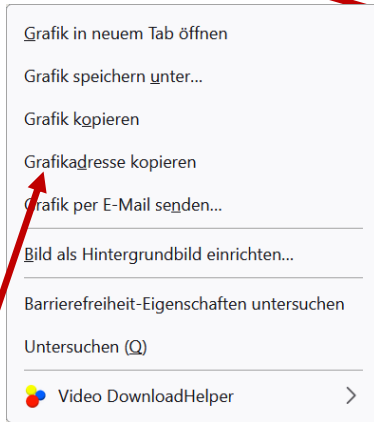 Grafik in neuem Tab öffnen
Grafik speichern unter...
Grafik kopieren
Grafikadresse kopieren
Grafik per E-Mail senden...
Bild als Hintergrundbild einrichten...
Barrierefreiheit-Eigenschaften untersuchen
Untersuchen (Q)
Video DownloadHelper